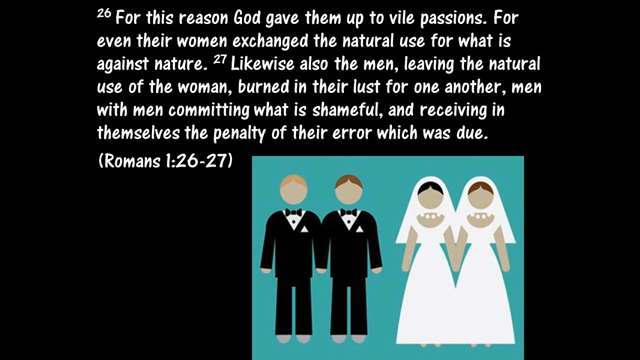 26 For this reason God gave them up to vile passions. For
even their women exchanged the natural use for what is
against nature. 27 Likewise also the men, leaving the natural
use of the woman, burned in their lust for one another, men
with men committing what is shameful, and receiving in
themselves the penalty of their error which was due.
(Romans 1:26-27)